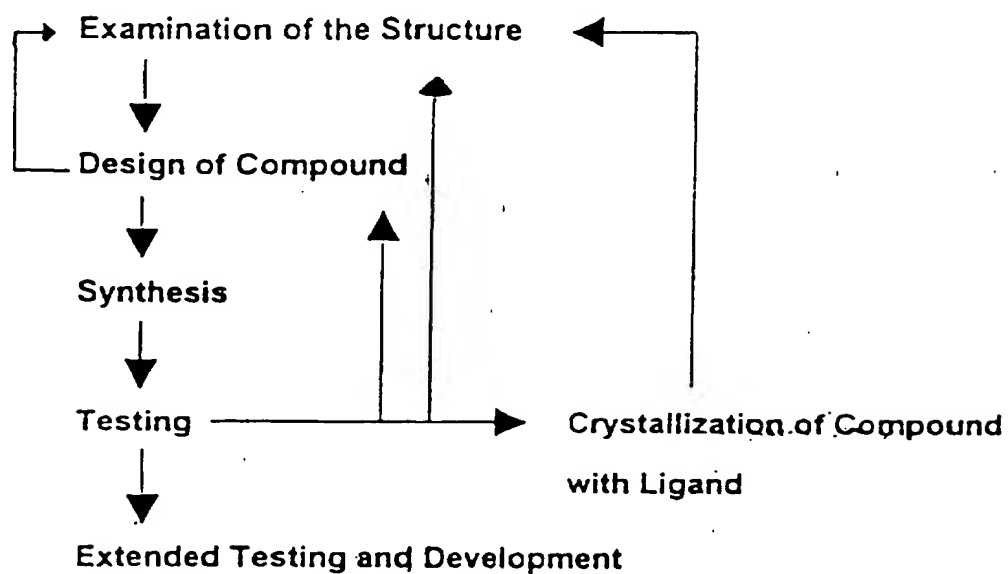 Examination of the Structure
Design of Compound
Synthesis
Testing
Crystallization of Compound
with Ligand
Extended Testing and Development